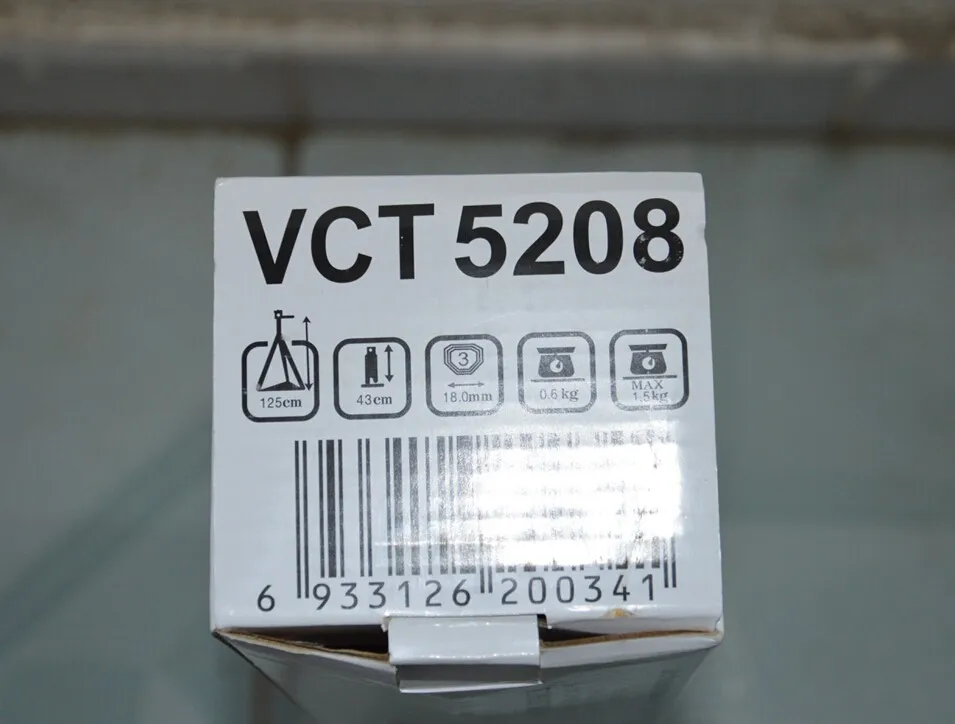 VCT 5208
3
MAX
125cm 43cm 18.0mm 0.6 kg 1.5kg
6 933126 200341